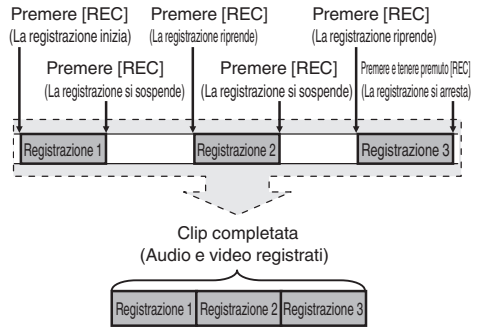 Premere [REC]
(La registrazione inizia)
Premere [REC]
(La registrazione riprende)
Premere [REC]
(La registrazione riprende)
Premere [REC]
(La registrazione si sospende)
Premere [REC]
(La registrazione si sospende)
Premere e tenere premuto [REC]
(La registrazione si arresta)
Registrazione 1
Registrazione 2
Registrazione 3
Clip completata
(Audio e video registrati)
Registrazione 1
Registrazione 2
Registrazione 3